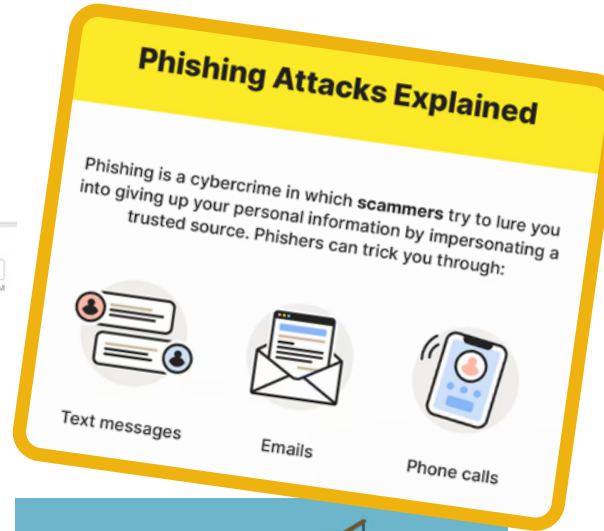 Phishing Attacks Explained
Phishing is a cybercrime in which scammers try to lure you
into giving up your personal information by impersonating a
trusted source. Phishers can trick you through:
Text messages
Emails
Phone calls